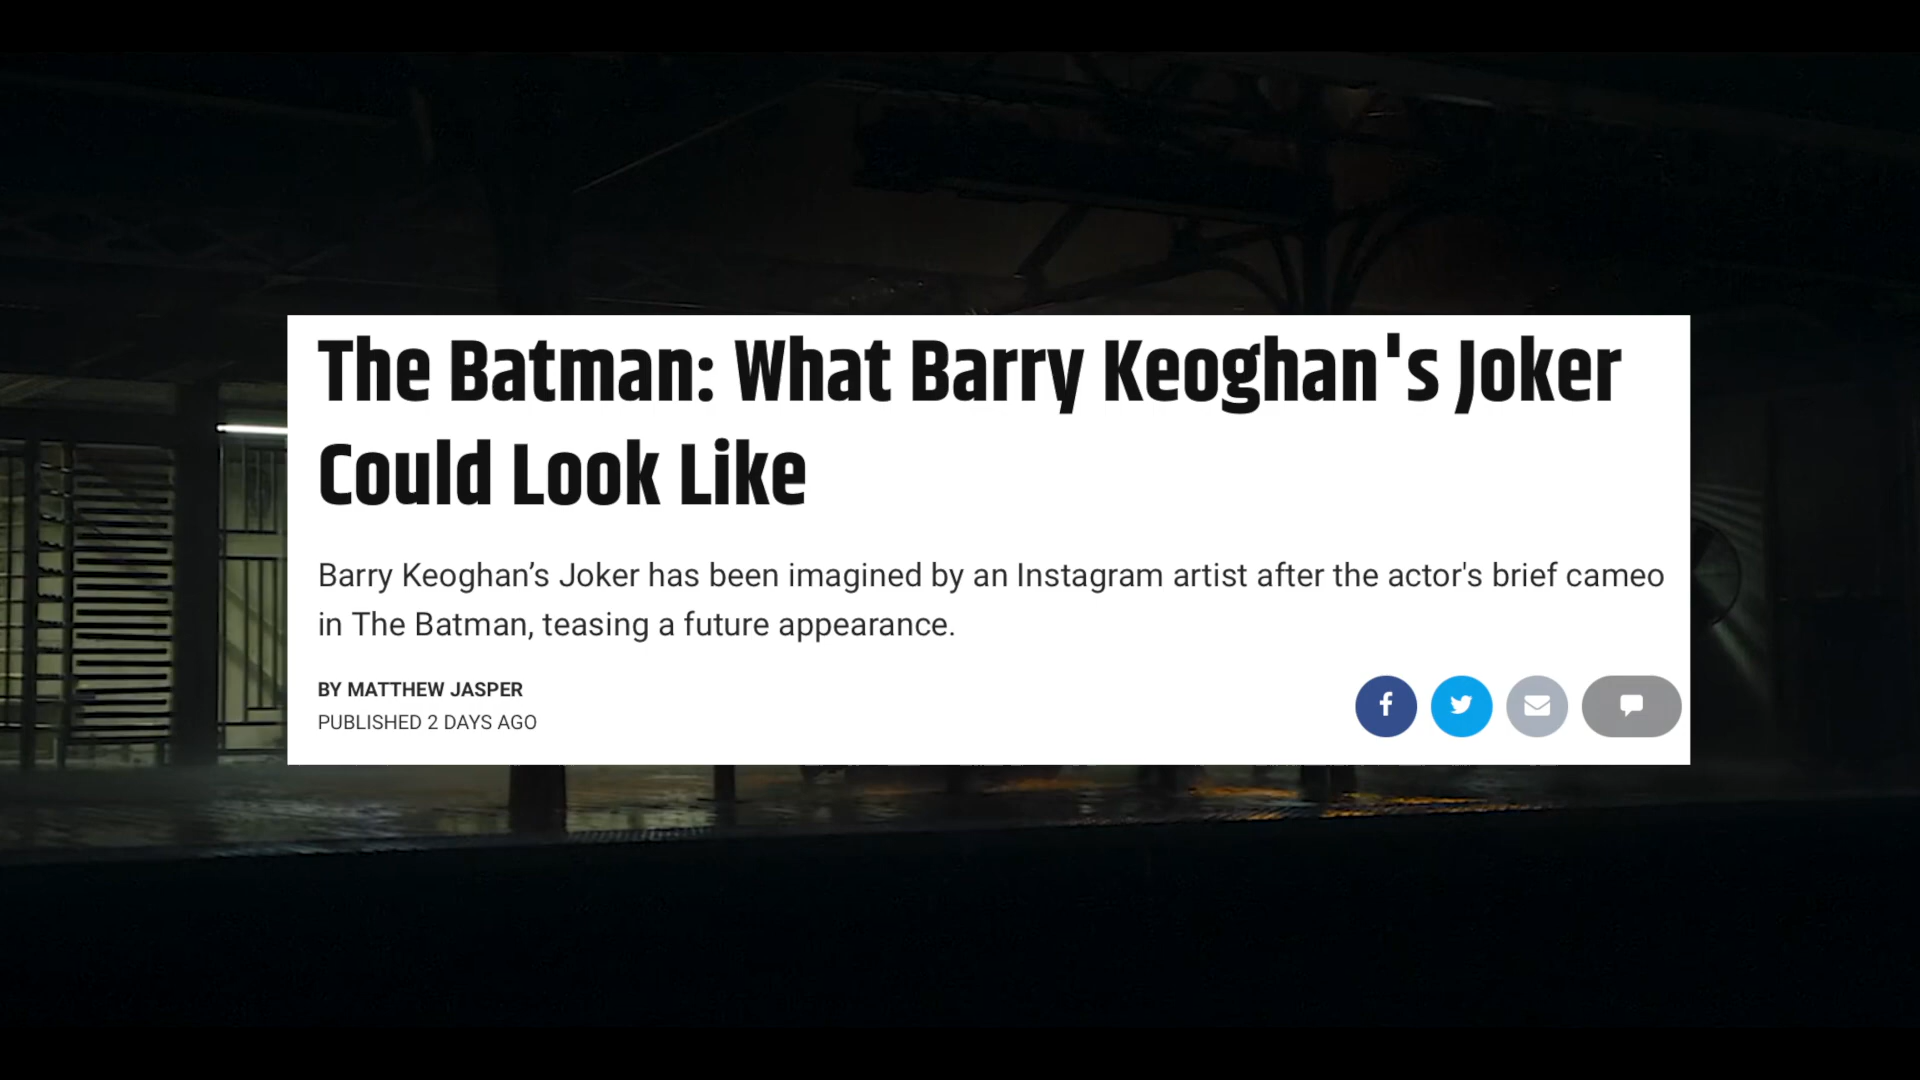 The Batman: What Barry Keoghan's Joker
Could Look Like
Barry Keoghan’s Joker has been imagined by an Instagram artist after the actor's brief cameo
in The Batman, teasing a future appearance.
BY MATTHEW JASPER
PUBLISHED 2 DAYS AGO